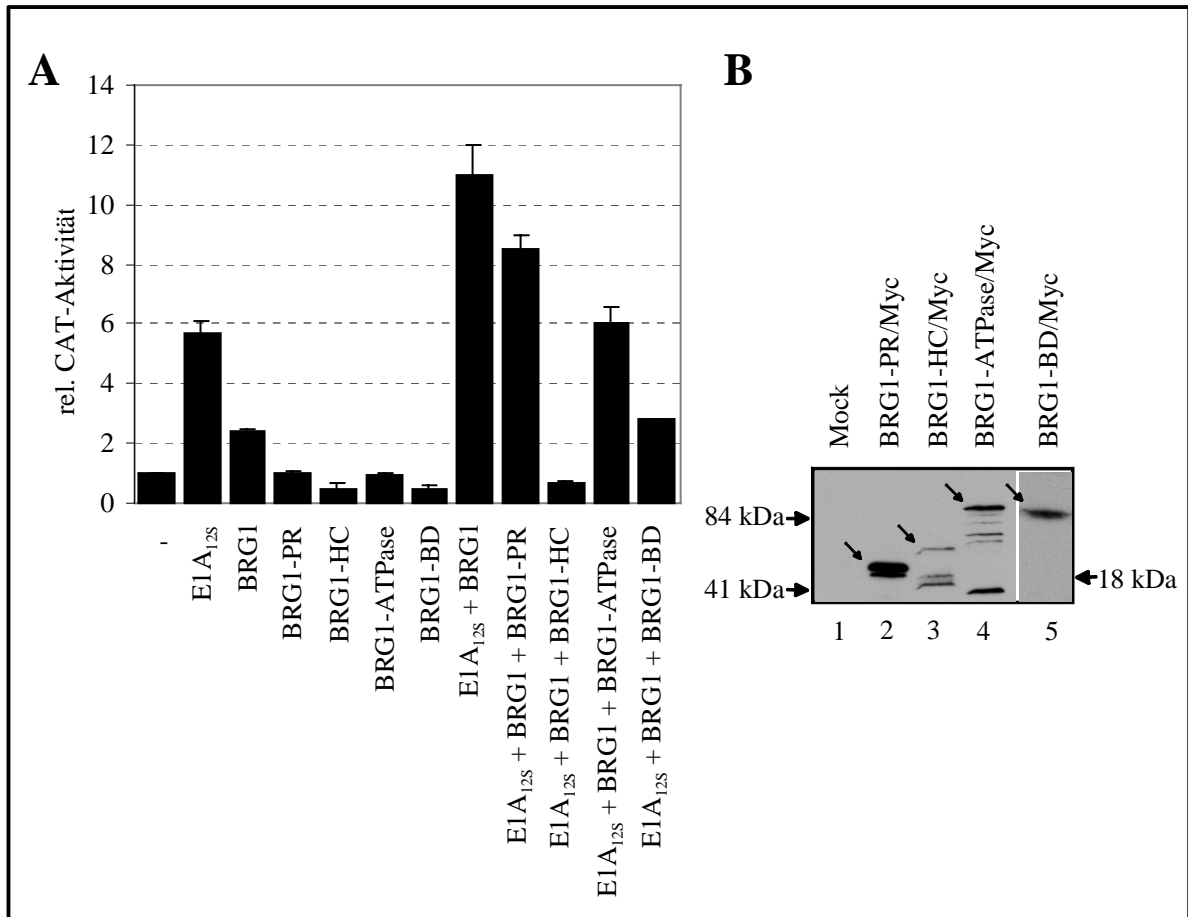 A
B
14
12
10
8
6
4
2
0
rel. CAT-Aktivität
-
E1A12S
BRG1
BRG1-PR
BRG1-HC
BRG1-ATPase
BRG1-BD
E1A12S + BRG1
E1A12S + BRG1 + BRG1-PR
E1A12S + BRG1 + BRG1-HC
E1A12S + BRG1 + BRG1-ATPase
E1A12S + BRG1 + BRG1-BD
Mock
BRG1-PR/Myc
BRG1-HC/Myc
BRG1-ATPase/Myc
BRG1-BD/Myc
84 kDa
41 kDa
18 kDa
1 2 3 4 5